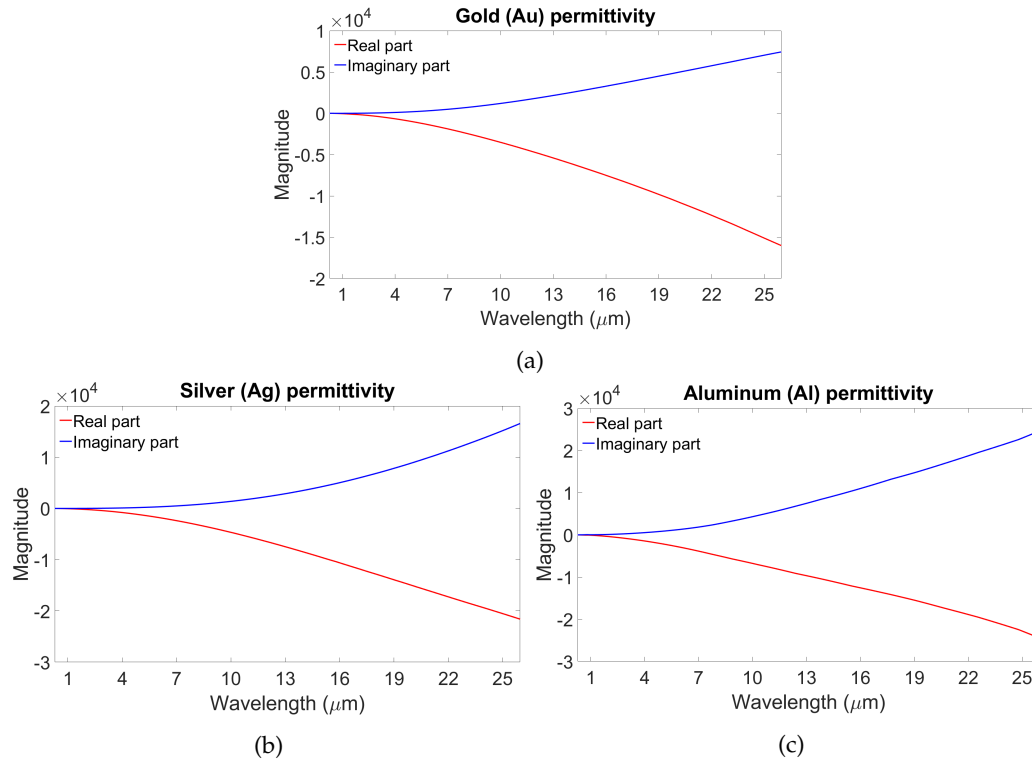 Gold (Au) permittivity
×10⁴
Real part
Imaginary part
Magnitude
1
0.5
0
-0.5
-1
-1.5
-2
1 4 7 10 13 16 19 22 25
Wavelength (μm)
(a)
Silver (Ag) permittivity
×10⁴
Real part
Imaginary part
Magnitude
2
1
0
-1
-2
-3
1 4 7 10 13 16 19 22 25
Wavelength (μm)
(b)
Aluminum (Al) permittivity
×10⁴
Real part
Imaginary part
Magnitude
3
2
1
0
-1
-2
-3
1 4 7 10 13 16 19 22 25
Wavelength (μm)
(c)